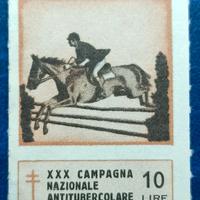 XXX CAMPAGNA
NAZIONALE
ANTITUBERCOLARE
10
LIRE